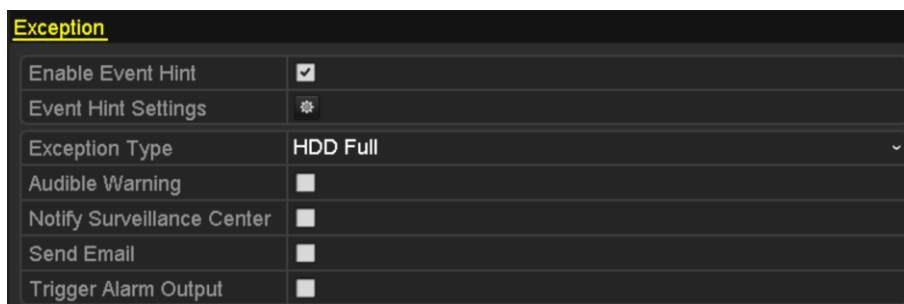 Exception
Enable Event Hint
Event Hint Settings
Exception Type HDD Full
Audible Warning
Notify Surveillance Center
Send Email
Trigger Alarm Output